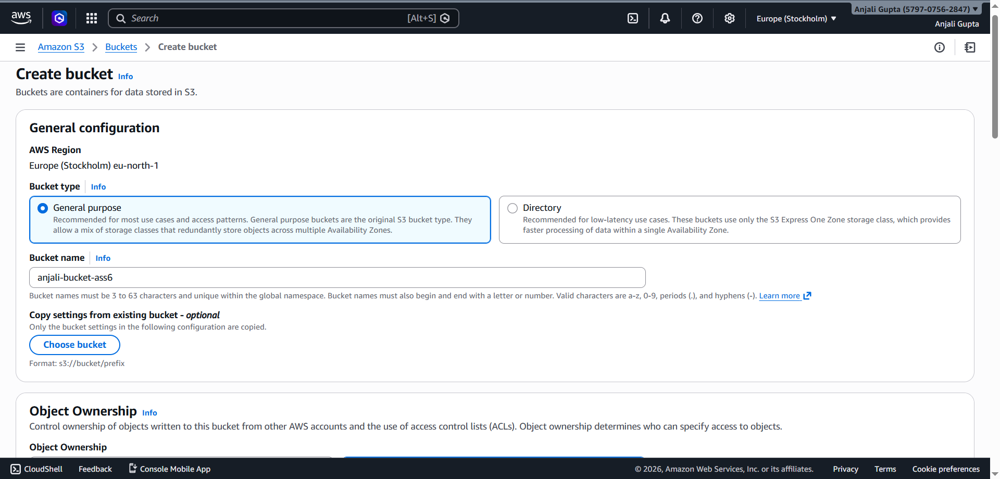 aws
Search [Alt+S]
Europe (Stockholm)
Anjali Gupta (5797-0756-2847)
Anjali Gupta
Amazon S3 Buckets Create bucket
Create bucket Info
Buckets are containers for data stored in S3.
General configuration
AWS Region
Europe (Stockholm) eu-north-1
Bucket type Info
General purpose
Recommended for most use cases and access patterns. General purpose buckets are the original S3 bucket type. They
allow a mix of storage classes that redundantly store objects across multiple Availability Zones.
Directory
Recommended for low-latency use cases. These buckets use only the S3 Express One Zone storage class, which provides
faster processing of data within a single Availability Zone.
Bucket name Info
anjali-bucket-ass6
Bucket names must be 3 to 63 characters and unique within the global namespace. Bucket names must also begin and end with a letter or number. Valid characters are a-z, 0-9, periods (.), and hyphens (-). Learn more
Copy settings from existing bucket - optional
Only the bucket settings in the following configuration are copied.
Choose bucket
Format: s3://bucket/prefix
Object Ownership Info
Control ownership of objects written to this bucket from other AWS accounts and the use of access control lists (ACLs). Object ownership determines who can specify access to objects.
Object Ownership
CloudShell Feedback Console Mobile App © 2026, Amazon Web Services, Inc. or its affiliates. Privacy Terms Cookie preferences